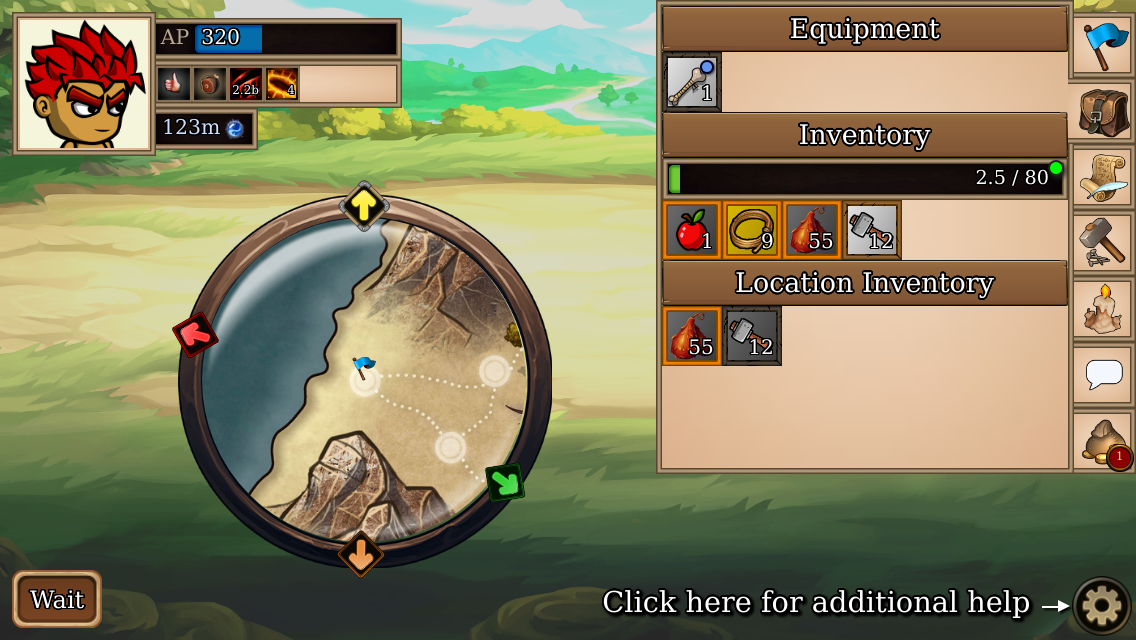 AP 320
2.2b 4
123m
Equipment
1
Inventory
2.5 / 80
1 9 55 12
Location Inventory
55 12
1
Wait
Click here for additional help